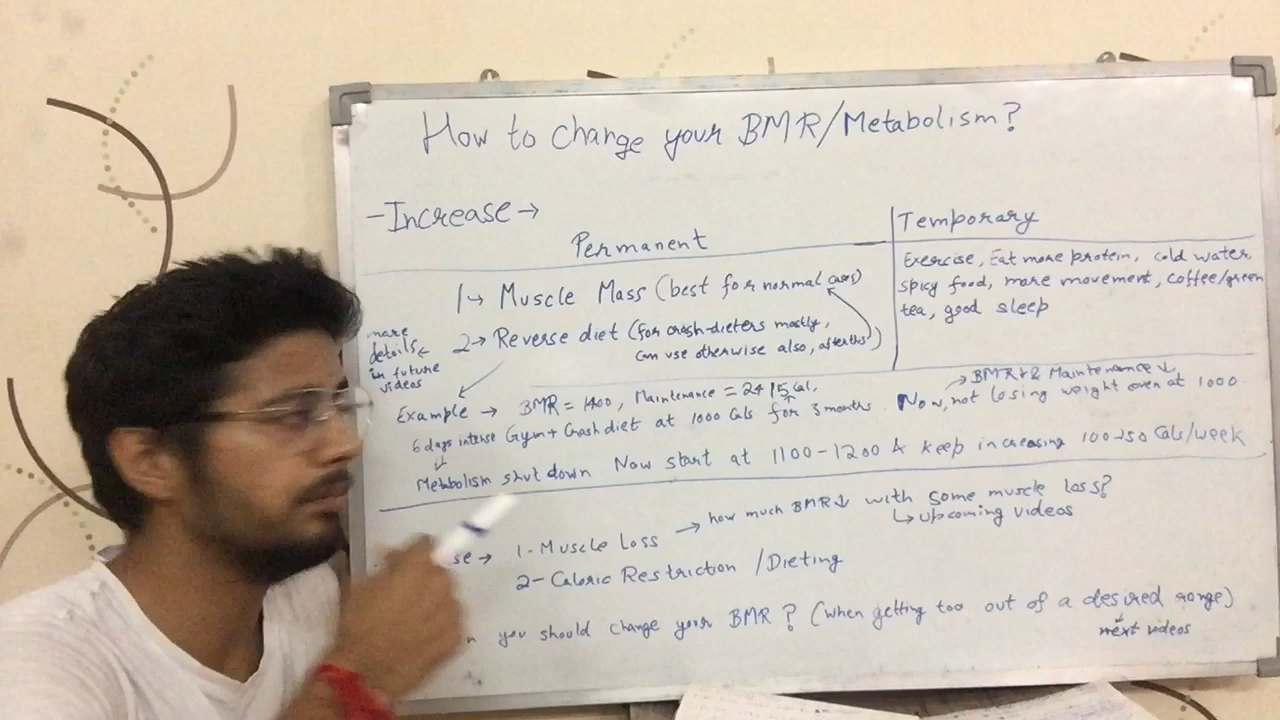 How to change your BMR/Metabolism?
-Increase→
Permanent
1→ Muscle Mass (best for normal cases)
2→ Reverse diet (for crash-dieters mostly,
can use otherwise also, after this)
more
details←
in future
videos
Temporary
Exercise, Eat more protein, cold water,
spicy food, more movement, coffee/green
tea, good sleep
Example → BMR = 1400, Maintenance = 2415 Cal,
→BMR↓ & Maintenance↓
6 days intense Gym+ Crash diet at 1000 Cals for 3 months. Now, not losing weight even at 1000.
Metabolism shut down Now start at 1100-1200 & keep increasing 100-150 Cals/week
se→ 1- Muscle Loss → how much BMR↓ with some muscle loss?
↳upcoming videos
2- Caloric Restriction /Dieting
n you should change your BMR? (when getting too out of a desired range)
next videos